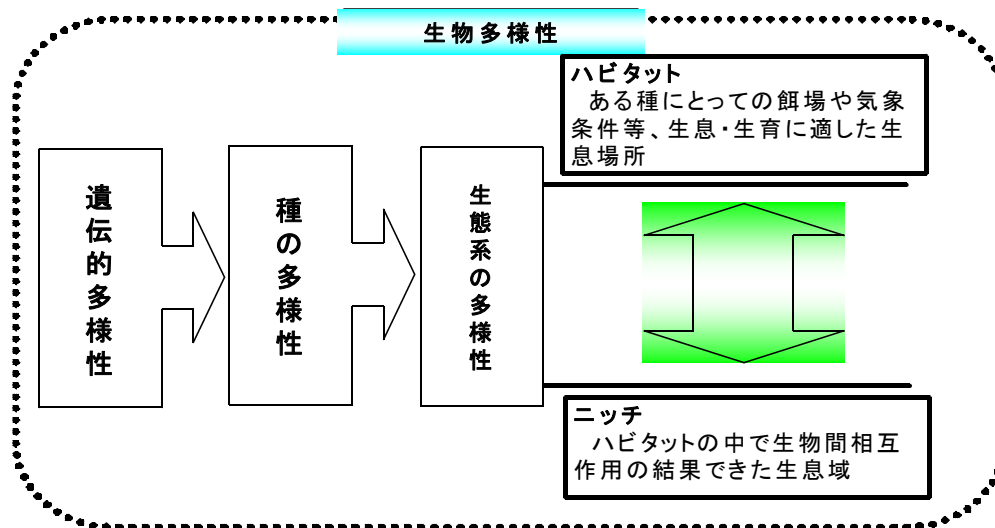 生物多様性
ハビタット
ある種にとっての餌場や気象
条件等、生息・生育に適した生
息場所
遺伝的多様性
種の多様性
生態系の多様性
ニッチ
ハビタットの中で生物間相互
作用の結果できた生息域